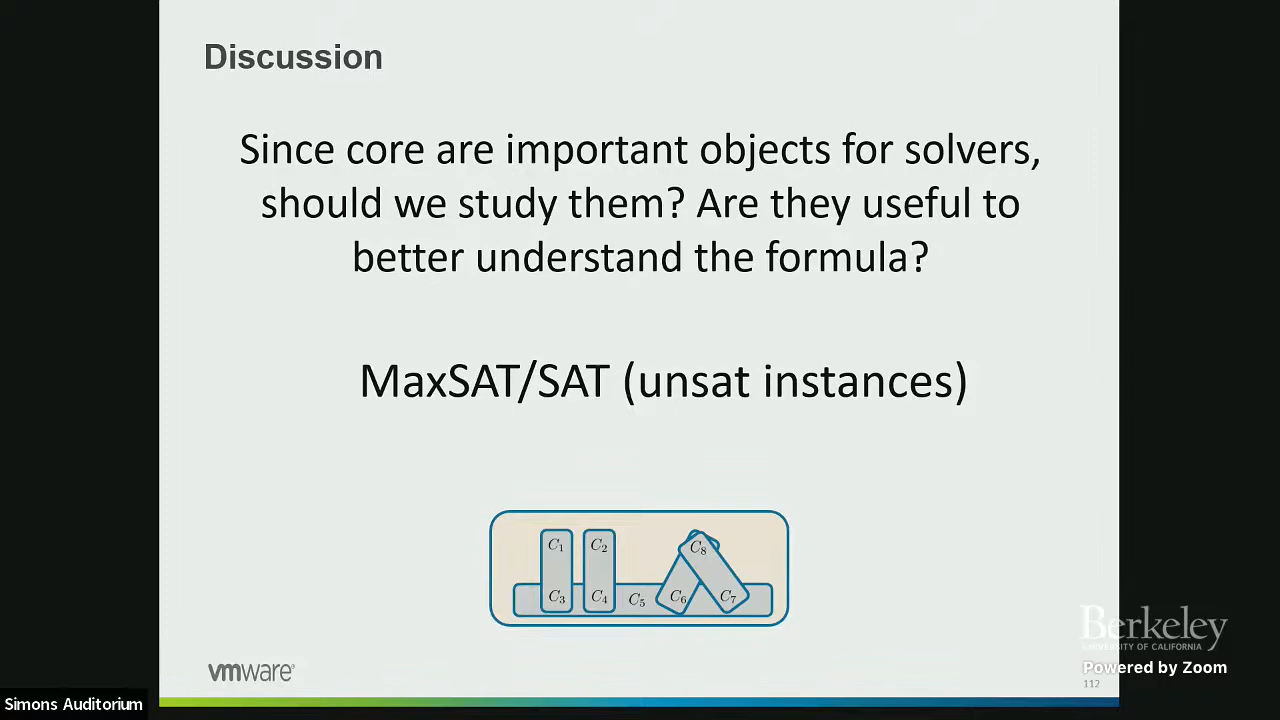 Discussion
Since core are important objects for solvers,
should we study them? Are they useful to
better understand the formula?
MaxSAT/SAT (unsat instances)
C1 C2 C8
C3 C4 C5 C6 C7
vmware
Berkeley
UNIVERSITY OF CALIFORNIA
Powered by Zoom
112
Simons Auditorium